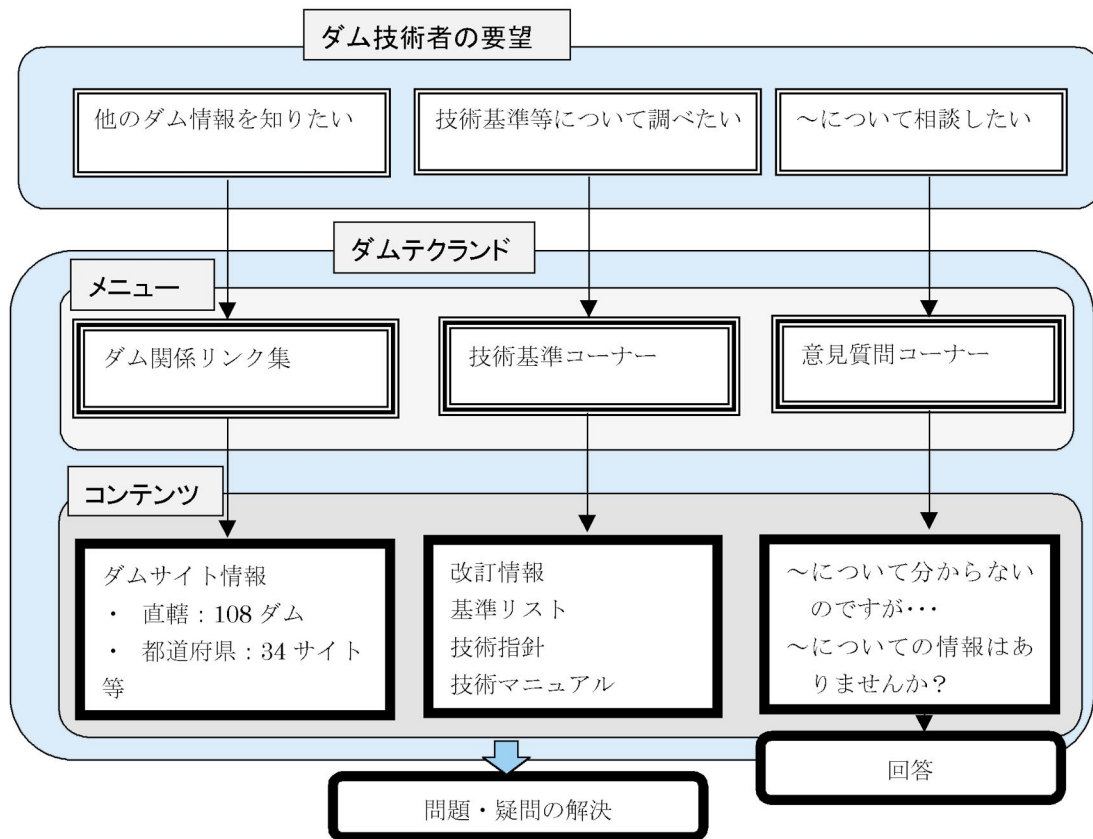 ダム技術者の要望
他のダム情報を知りたい
技術基準等について調べたい
～について相談したい
ダムテクランド
メニュー
ダム関係リンク集
技術基準コーナー
意見質問コーナー
コンテンツ
ダムサイト情報
・ 直轄：108 ダム
・ 都道府県：34 サイト
等
改訂情報
基準リスト
技術指針
技術マニュアル
～について分からない
のですが･･･
～についての情報はあ
りませんか？
回答
問題・疑問の解決